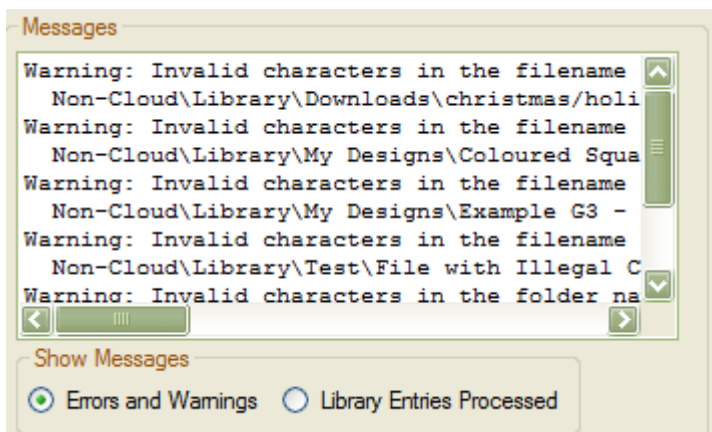 Messages
Warning: Invalid characters in the filename
Non-Cloud\Library\Downloads\christmas/holi
Warning: Invalid characters in the filename
Non-Cloud\Library\My Designs\Coloured Squa
Warning: Invalid characters in the filename
Non-Cloud\Library\My Designs\Example G3 -
Warning: Invalid characters in the filename
Non-Cloud\Library\Test\File with Illegal C
Warning: Invalid characters in the folder na
Show Messages
Errors and Warnings Library Entries Processed